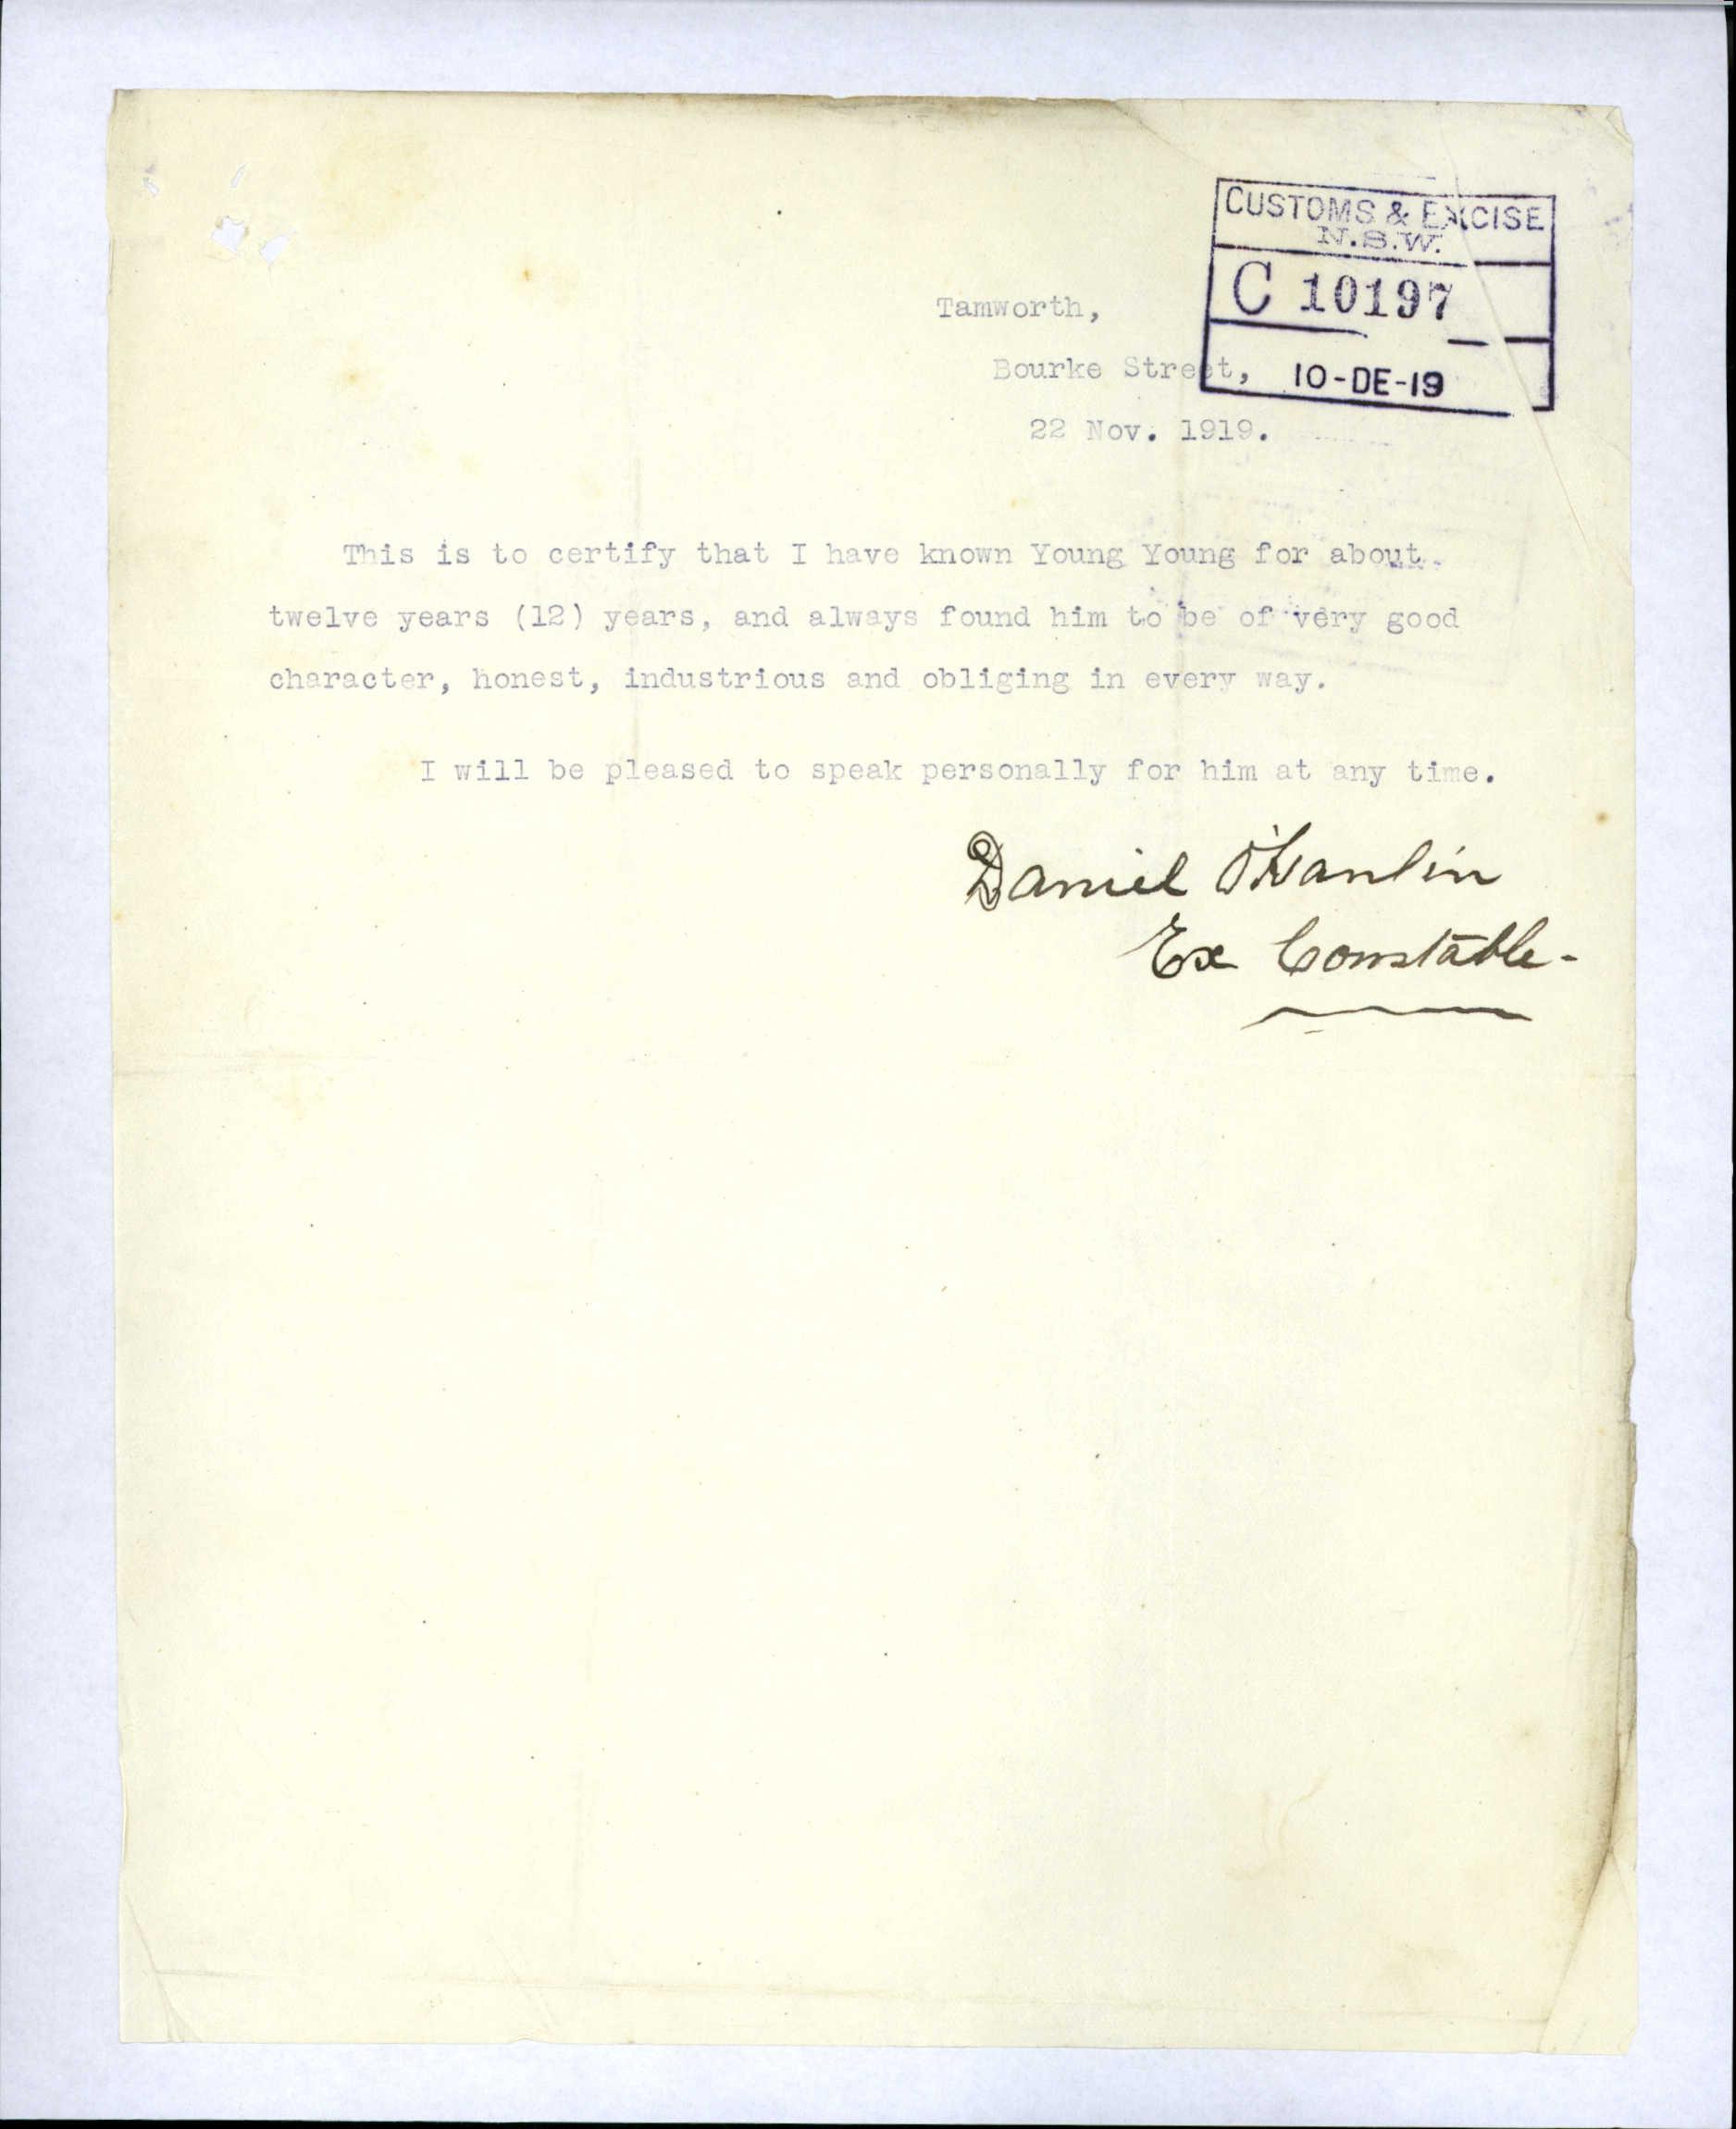 CUSTOMS & EXCISE
N.S.W.
C 10197
10-DE-19
Tamworth,
Bourke Street,
22 Nov. 1919.
This is to certify that I have known Young Young for about
twelve years (12) years, and always found him to be of very good
character, honest, industrious and obliging in every way.
I will be pleased to speak personally for him at any time.
Daniel O'Hanlin
Ex Constable-